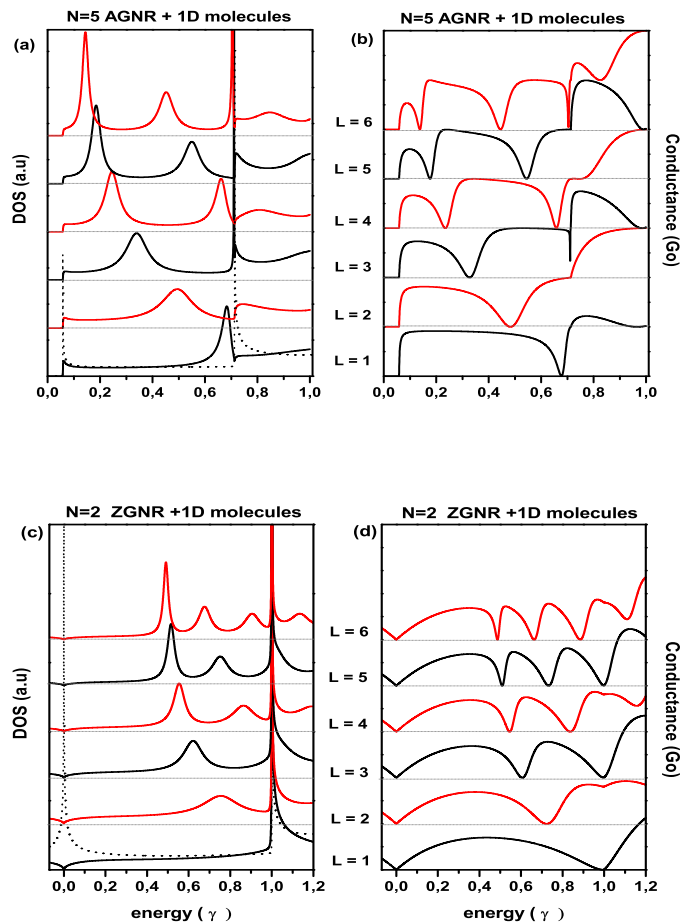 N=5 AGNR + 1D molecules
N=5 AGNR + 1D molecules
(a)
(b)
DOS (a.u)
L = 6
L = 5
L = 4
L = 3
L = 2
L = 1
Conductance (Go)
0,0 0,2 0,4 0,6 0,8 1,0
0,0 0,2 0,4 0,6 0,8 1,0
N=2 ZGNR +1D molecules
N=2 ZGNR +1D molecules
(c)
(d)
DOS (a.u)
L = 6
L = 5
L = 4
L = 3
L = 2
L = 1
Conductance (Go)
0,0 0,2 0,4 0,6 0,8 1,0 1,2
0,0 0,2 0,4 0,6 0,8 1,0 1,2
energy ( γ )
energy ( γ )